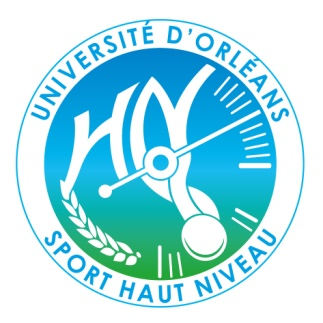 UNIVERSITÉ D'ORLÉANS
HN
SPORT HAUT NIVEAU